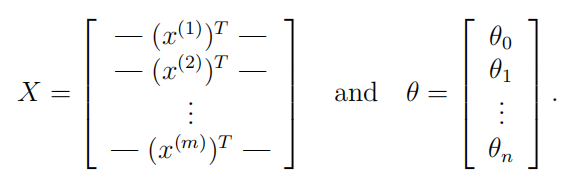 X = [ — (x^{(1)})^T — ; — (x^{(2)})^T — ; ⋮ ; — (x^{(m)})^T — ] and θ = [ θ_0 ; θ_1 ; ⋮ ; θ_n ] .